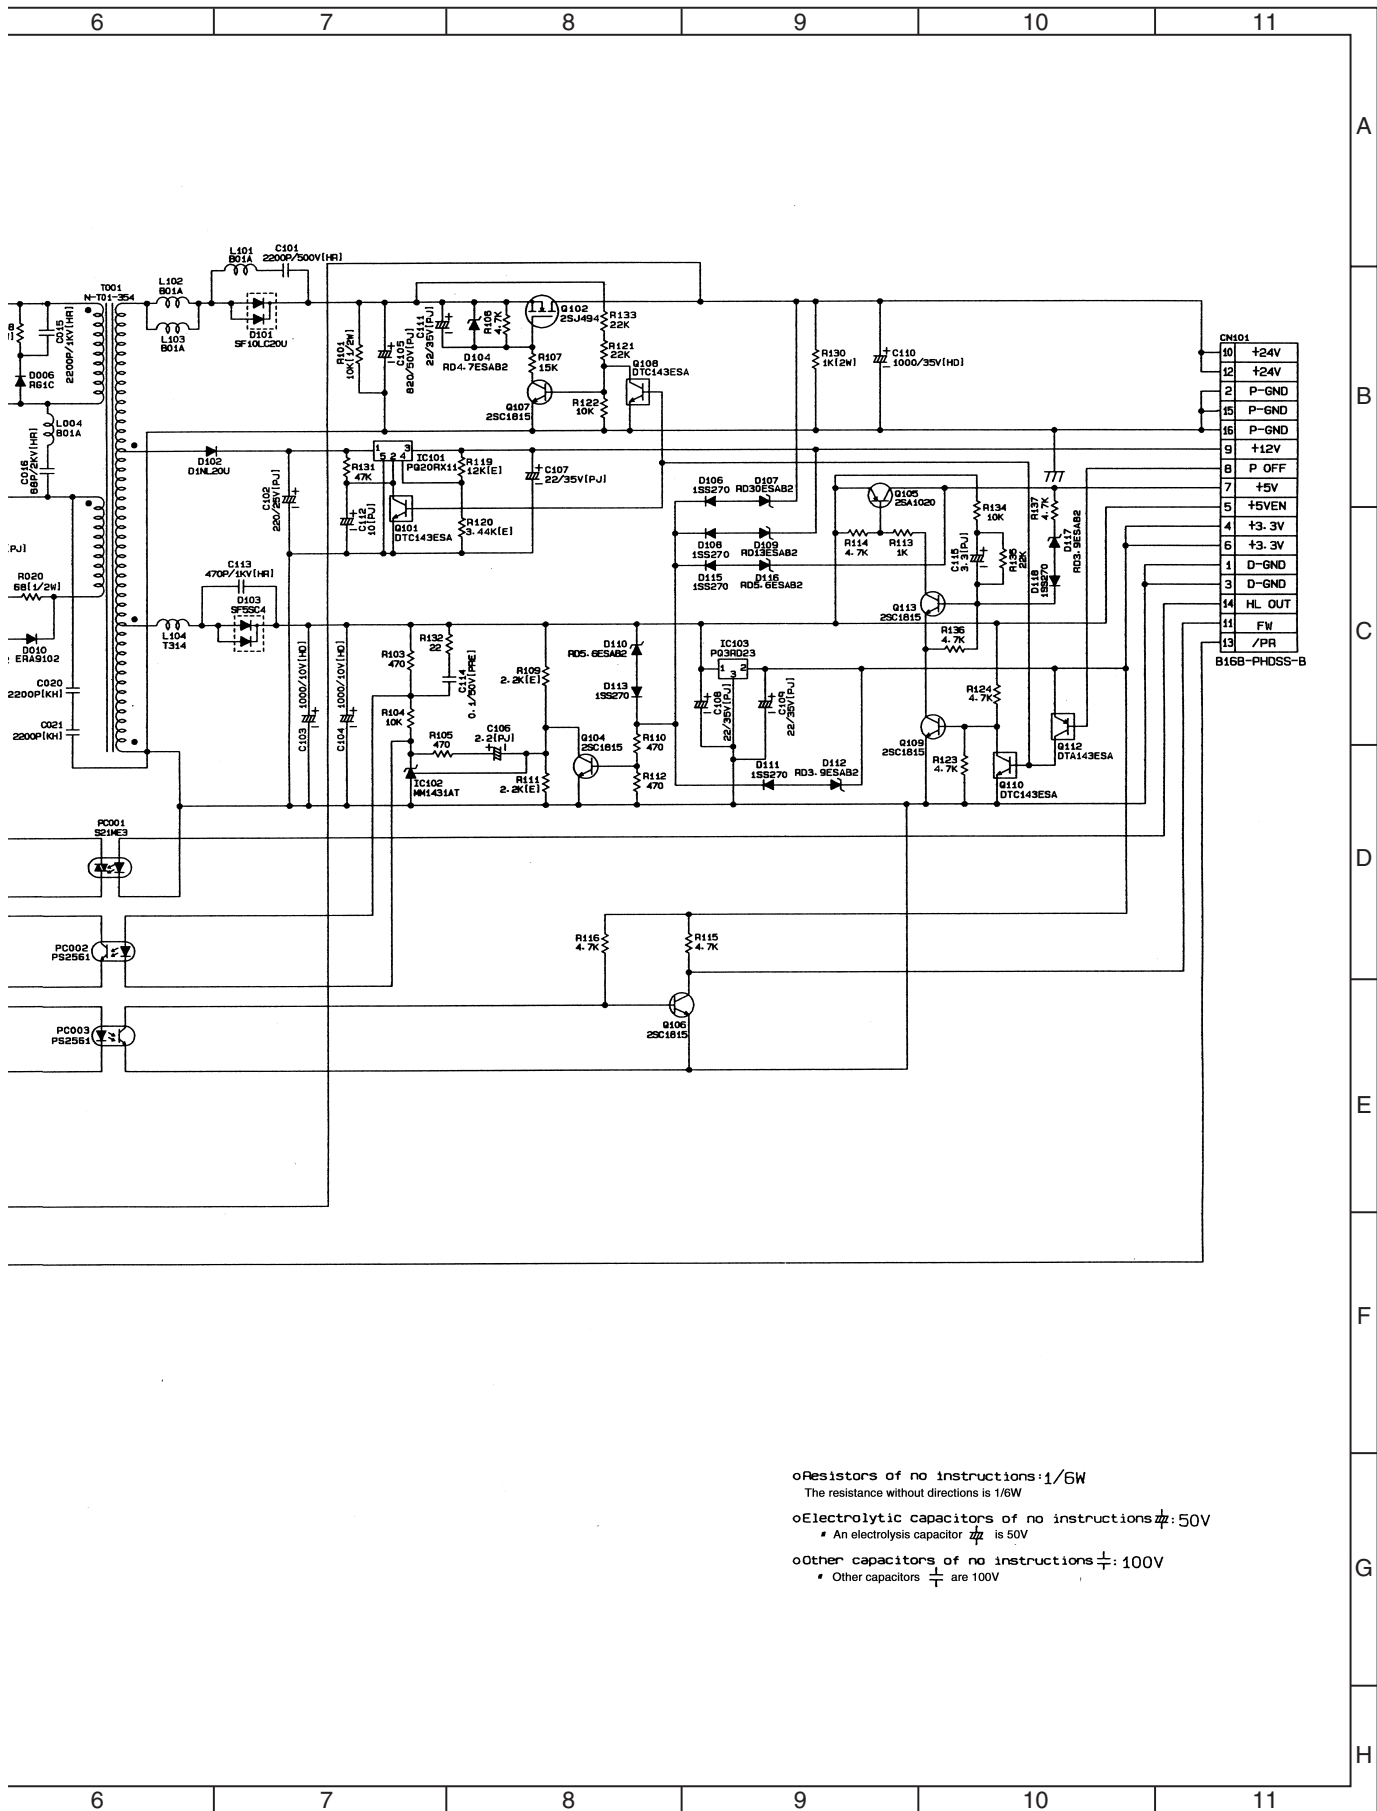 6 7 8 9 10 11
A
L101
B01A
C101
2200P/500V[HR]
T001
N-T01-354
L102
B01A
L103
B01A
D101
SF10LC20U
C015
2200P/1KV[HR]
D006
RG1C
L004
B01A
C016
68P/2KV[HR]
R101
10K[1/2W]
C105
820/50V[PJ]
C111
22/35V[PJ]
D104
RD4.7ESAB2
R106
4.7K
Q102
2SJ494
R107
15K
Q107
2SC1815
R133
22K
R121
22K
R122
10K
Q108
DTC143ESA
R130
1K[2W]
C110
1000/35V[HD]
CN101
10 +24V
12 +24V
2 P-GND
15 P-GND
16 P-GND
9 +12V
8 P OFF
7 +5V
5 +5VEN
4 +3.3V
6 +3.3V
1 D-GND
3 D-GND
14 HL OUT
11 FW
13 /PR
B16B-PHDSS-B
B
D102
D1NL20U
C102
220/25V[PJ]
R131
47K
C112
10[PJ]
1 3
5 2 4
IC101
PQ20RX11
Q101
DTC143ESA
R119
12K[E]
R120
3.44K[E]
C107
22/35V[PJ]
D106
1SS270
D107
RD30ESAB2
D108
1SS270
D109
RD13ESAB2
D115
1SS270
D116
RD5.6ESAB2
Q105
2SA1020
R114
4.7K
R113
1K
R134
10K
C115
3.3[PJ]
R135
22K
R137
4.7K
D117
RD3.9ESAB2
D118
1SS270
Q113
2SC1815
R136
4.7K
PJ]
R020
68[1/2W]
D010
ERA9102
C020
2200P[KH]
C021
2200P[KH]
C113
470P/1KV[HR]
D103
SF5SC4
L104
T314
C103
1000/10V[HD]
C104
1000/10V[HD]
R103
470
R132
22
C114
0.1/50V[PRE]
R104
10K
R105
470
C106
2.2[PJ]
IC102
MM1431AT
R109
2.2K[E]
R111
2.2K[E]
Q104
2SC1815
D110
RD5.6ESAB2
D113
1SS270
R110
470
R112
470
C108
22/35V[PJ]
IC103
PQ3RD23
1 2
3
C109
22/35V[PJ]
D111
1SS270
D112
RD3.9ESAB2
Q109
2SC1815
R124
4.7K
R123
4.7K
Q110
DTC143ESA
Q112
DTA143ESA
C
PC001
S21ME3
D
PC002
PS2561
R116
4.7K
R115
4.7K
PC003
PS2561
Q106
2SC1815
E
F
oResistors of no instructions:1/6W
The resistance without directions is 1/6W
oElectrolytic capacitors of no instructions : 50V
An electrolysis capacitor is 50V
oOther capacitors of no instructions : 100V
Other capacitors are 100V
G
H
6 7 8 9 10 11